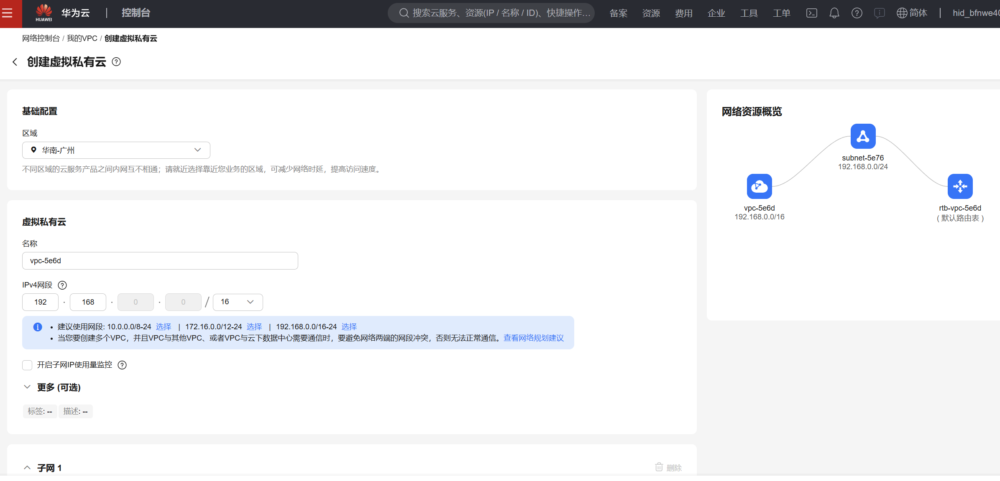 HUAWEI 华为云 | 控制台 搜索云服务、资源(IP / 名称 / ID)、快捷操作... 备案 资源 费用 企业 工具 工单 简体 | hid_bfnwe40
网络控制台 / 我的VPC / 创建虚拟私有云
创建虚拟私有云
基础配置
区域
华南-广州
不同区域的云服务产品之间内网互不相通；请就近选择靠近您业务的区域，可减少网络时延，提高访问速度。
虚拟私有云
名称
vpc-5e6d
IPv4网段
192 · 168 · 0 · 0 / 16
建议使用网段: 10.0.0.0/8-24 选择 | 172.16.0.0/12-24 选择 | 192.168.0.0/16-24 选择
当您要创建多个VPC，并且VPC与其他VPC、或者VPC与云下数据中心需要通信时，要避免网络两端的网段冲突，否则无法正常通信。查看网络规划建议
开启子网IP使用量监控
更多 (可选)
标签: -- 描述: --
子网 1 删除
网络资源概览
subnet-5e76
192.168.0.0/24
vpc-5e6d
192.168.0.0/16
rtb-vpc-5e6d
( 默认路由表 )